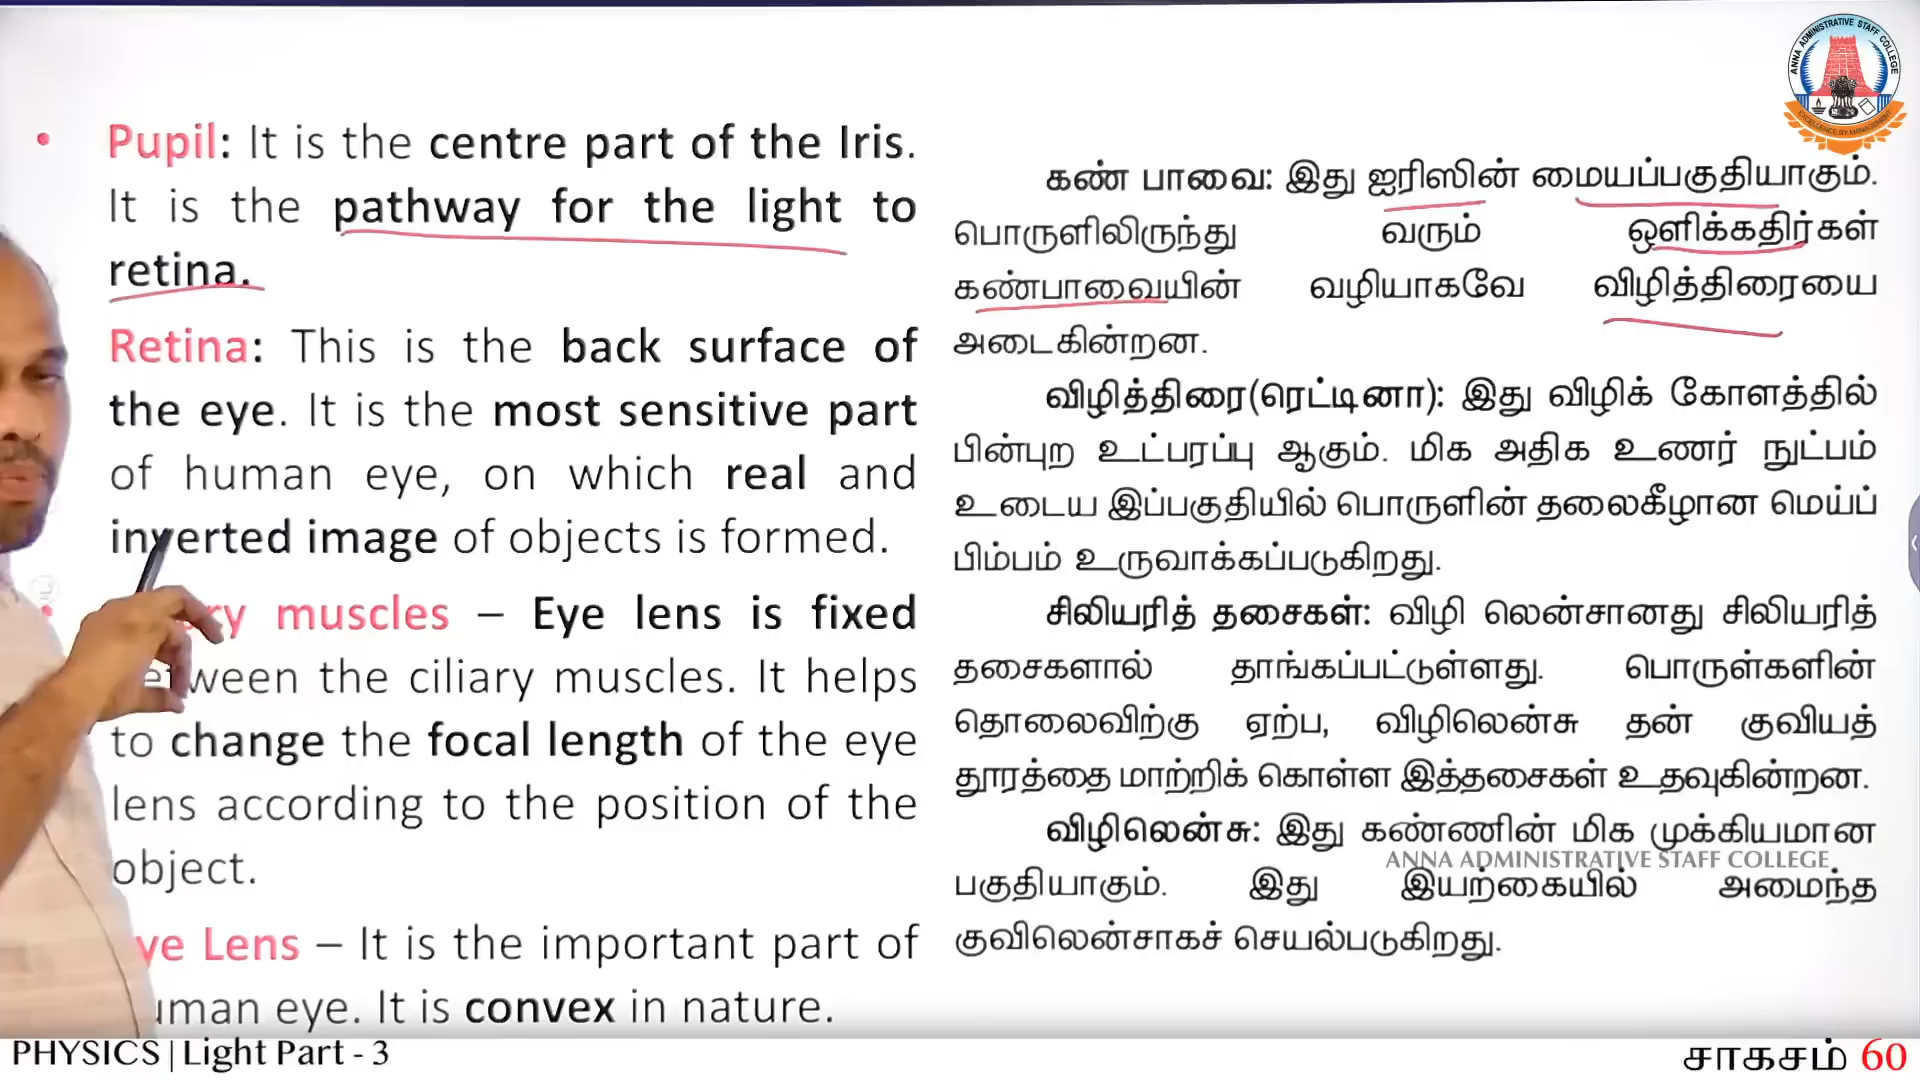 ANNA ADMINISTRATIVE STAFF COLLEGE
EXCELLENCE BY MANAGEMENT
• Pupil: It is the centre part of the Iris.
It is the pathway for the light to
retina.
Retina: This is the back surface of
the eye. It is the most sensitive part
of human eye, on which real and
inverted image of objects is formed.
muscles – Eye lens is fixed
the ciliary muscles. It helps
to change the focal length of the eye
lens according to the position of the
object.
Lens – It is the important part of
eye. It is convex in nature.
கண் பாவை: இது ஐரிஸின் மையப்பகுதியாகும்.
பொருளிலிருந்து வரும் ஒளிக்கதிர்கள்
கண்பாவையின் வழியாகவே விழித்திரையை
அடைகின்றன.
விழித்திரை(ரெட்டினா): இது விழிக் கோளத்தில்
பின்புற உட்பரப்பு ஆகும். மிக அதிக உணர் நுட்பம்
உடைய இப்பகுதியில் பொருளின் தலைகீழான மெய்ப்
பிம்பம் உருவாக்கப்படுகிறது.
சிலியரித் தசைகள்: விழி லென்சானது சிலியரித்
தசைகளால் தாங்கப்பட்டுள்ளது. பொருள்களின்
தொலைவிற்கு ஏற்ப, விழிலென்சு தன் குவியத்
தூரத்தை மாற்றிக் கொள்ள இத்தசைகள் உதவுகின்றன.
விழிலென்சு: இது கண்ணின் மிக முக்கியமான
ANNA ADMINISTRATIVE STAFF COLLEGE
பகுதியாகும். இது இயற்கையில் அமைந்த
குவிலென்சாகச் செயல்படுகிறது.
PHYSICS | Light Part - 3
சாகசம் 60